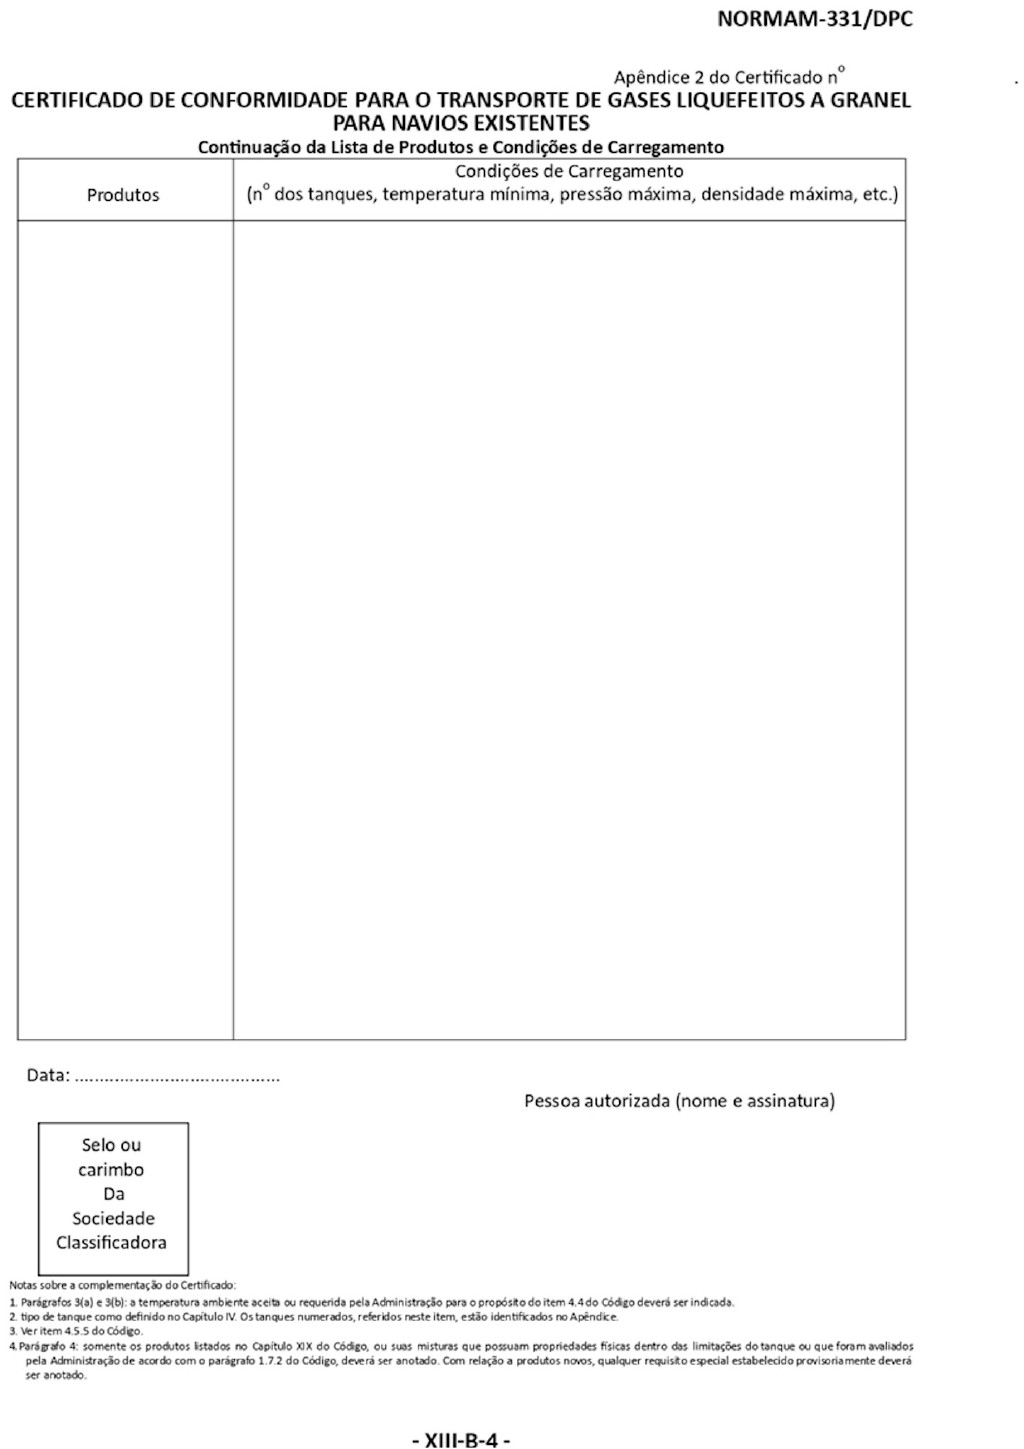 NORMAM-331/DPC
Apêndice 2 do Certificado nº
CERTIFICADO DE CONFORMIDADE PARA O TRANSPORTE DE GASES LIQUEFEITOS A GRANEL
PARA NAVIOS EXISTENTES
Continuação da Lista de Produtos e Condições de Carregamento
Produtos
Condições de Carregamento
(nº dos tanques, temperatura mínima, pressão máxima, densidade máxima, etc.)
Data: .........................................
Pessoa autorizada (nome e assinatura)
Selo ou
carimbo
Da
Sociedade
Classificadora
Notas sobre a complementação do Certificado:
1. Parágrafos 3(a) e 3(b): a temperatura ambiente aceita ou requerida pela Administração para o propósito do item 4.4 do Código deverá ser indicada.
2. tipo de tanque como definido no Capítulo IV. Os tanques numerados, referidos neste item, estão identificados no Apêndice.
3. Ver item 4.5.5 do Código.
4. Parágrafo 4: somente os produtos listados no Capítulo XIX do Código, ou suas misturas que possuam propriedades físicas dentro das limitações do tanque ou que foram avaliados
pela Administração de acordo com o parágrafo 1.7.2 do Código, deverá ser anotado. Com relação a produtos novos, qualquer requisito especial estabelecido provisoriamente deverá
ser anotado.
- XIII-B-4 -